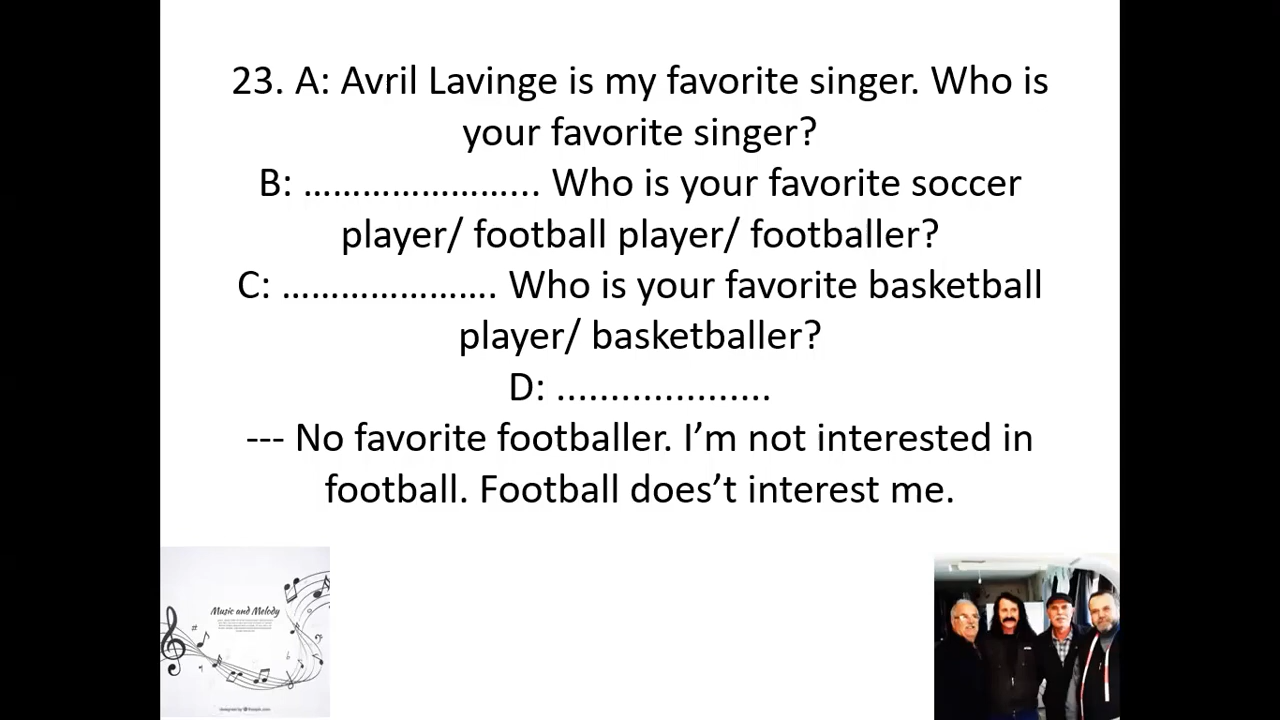 23. A: Avril Lavinge is my favorite singer. Who is
your favorite singer?
B: ……………………... Who is your favorite soccer
player/ football player/ footballer?
C: …………………. Who is your favorite basketball
player/ basketballer?
D: ....................
--- No favorite footballer. I’m not interested in
football. Football does’t interest me.
Music and Melody